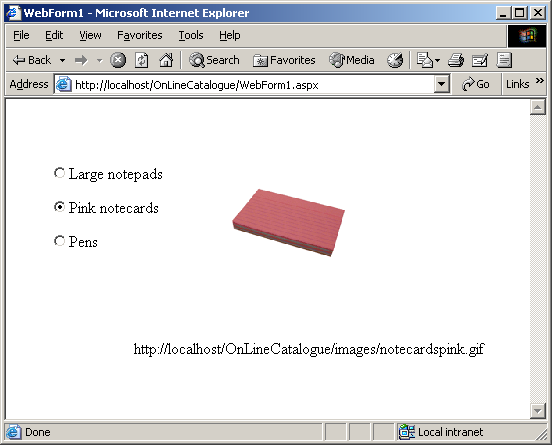 WebForm1 - Microsoft Internet Explorer
File Edit View Favorites Tools Help
Back Search Favorites Media
Address http://localhost/OnLineCatalogue/WebForm1.aspx Go Links »
Large notepads
Pink notecards
Pens
http://localhost/OnLineCatalogue/images/notecardspink.gif
Done Local intranet